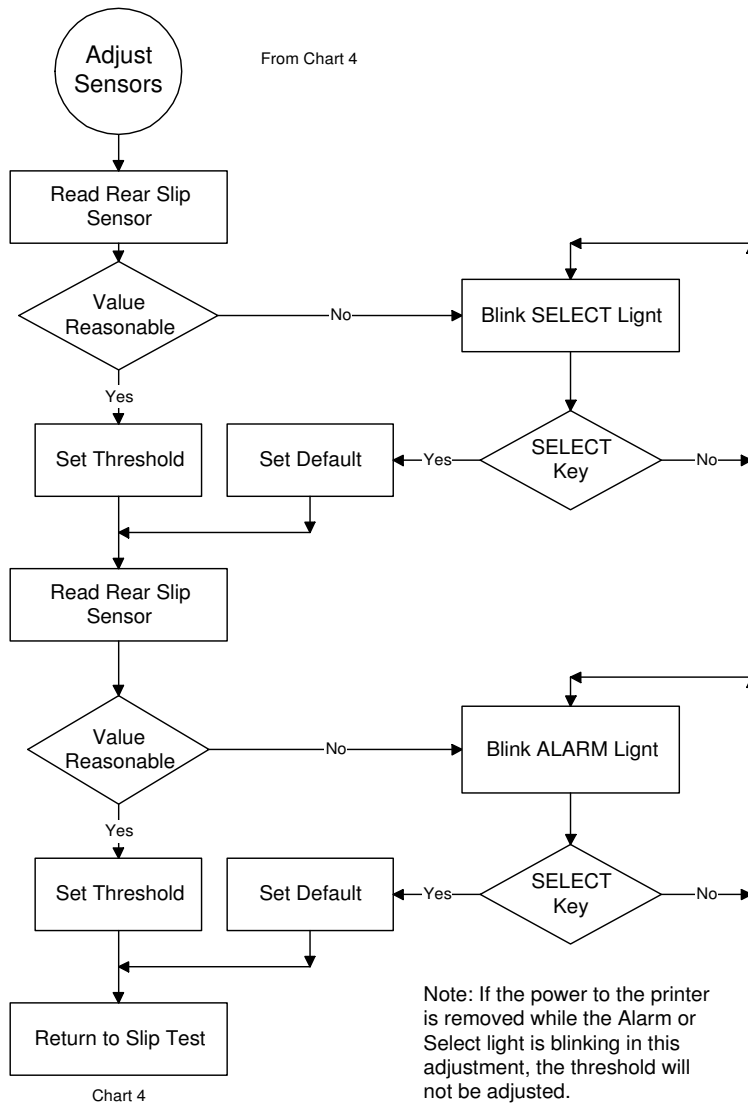 Adjust
Sensors
From Chart 4
Read Rear Slip
Sensor
Value
Reasonable
No
Blink SELECT Lignt
Yes
Set Threshold
Set Default
Yes
SELECT
Key
No
Read Rear Slip
Sensor
Value
Reasonable
No
Blink ALARM Lignt
Yes
Set Threshold
Set Default
Yes
SELECT
Key
No
Return to Slip Test
Chart 4
Note: If the power to the printer
is removed while the Alarm or
Select light is blinking in this
adjustment, the threshold will
not be adjusted.